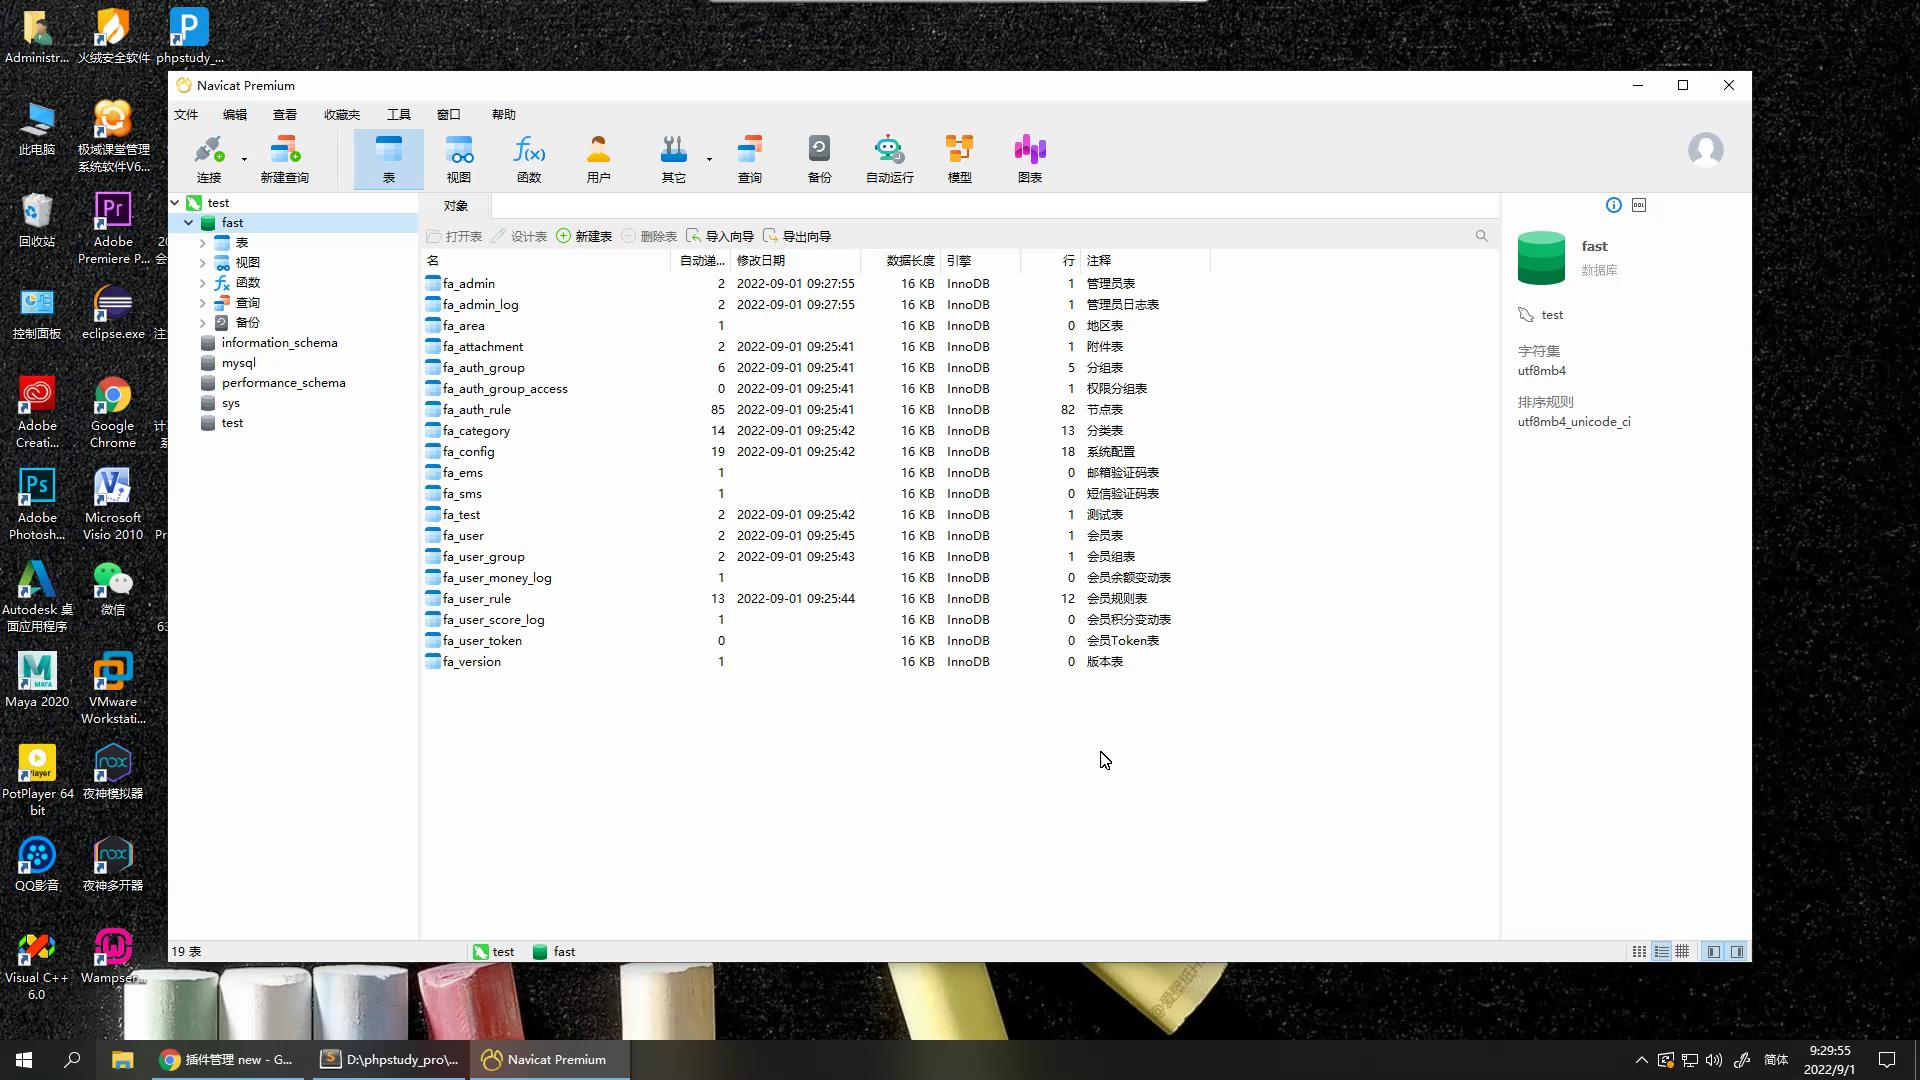 Administr...
火绒安全软件
phpstudy_...
此电脑
极域课堂管理
系统软件V6...
回收站
Adobe
Premiere P...
控制面板
eclipse.exe
Adobe
Creati...
Google
Chrome
Adobe
Photosh...
Microsoft
Visio 2010
Autodesk 桌
面应用程序
微信
Maya 2020
VMware
Workstati...
PotPlayer 64
bit
夜神模拟器
QQ影音
夜神多开器
Visual C++
6.0
Wampser...
Navicat Premium
文件 编辑 查看 收藏夹 工具 窗口 帮助
连接 新建查询 表 视图 函数 用户 其它 查询 备份 自动运行 模型 图表
test
fast
表
视图
函数
查询
备份
information_schema
mysql
performance_schema
sys
test
对象
打开表 设计表 新建表 删除表 导入向导 导出向导
名 自动递... 修改日期 数据长度 引擎 行 注释
fa_admin 2 2022-09-01 09:27:55 16 KB InnoDB 1 管理员表
fa_admin_log 2 2022-09-01 09:27:55 16 KB InnoDB 1 管理员日志表
fa_area 1 16 KB InnoDB 0 地区表
fa_attachment 2 2022-09-01 09:25:41 16 KB InnoDB 1 附件表
fa_auth_group 6 2022-09-01 09:25:41 16 KB InnoDB 5 分组表
fa_auth_group_access 0 2022-09-01 09:25:41 16 KB InnoDB 1 权限分组表
fa_auth_rule 85 2022-09-01 09:25:41 16 KB InnoDB 82 节点表
fa_category 14 2022-09-01 09:25:42 16 KB InnoDB 13 分类表
fa_config 19 2022-09-01 09:25:42 16 KB InnoDB 18 系统配置
fa_ems 1 16 KB InnoDB 0 邮箱验证码表
fa_sms 1 16 KB InnoDB 0 短信验证码表
fa_test 2 2022-09-01 09:25:42 16 KB InnoDB 1 测试表
fa_user 2 2022-09-01 09:25:45 16 KB InnoDB 1 会员表
fa_user_group 2 2022-09-01 09:25:43 16 KB InnoDB 1 会员组表
fa_user_money_log 1 16 KB InnoDB 0 会员余额变动表
fa_user_rule 13 2022-09-01 09:25:44 16 KB InnoDB 12 会员规则表
fa_user_score_log 1 16 KB InnoDB 0 会员积分变动表
fa_user_token 0 16 KB InnoDB 0 会员Token表
fa_version 1 16 KB InnoDB 0 版本表
fast
数据库
test
字符集
utf8mb4
排序规则
utf8mb4_unicode_ci
19 表 test fast
插件管理 new - G...
D:\phpstudy_pro\...
Navicat Premium
简体
9:29:55
2022/9/1